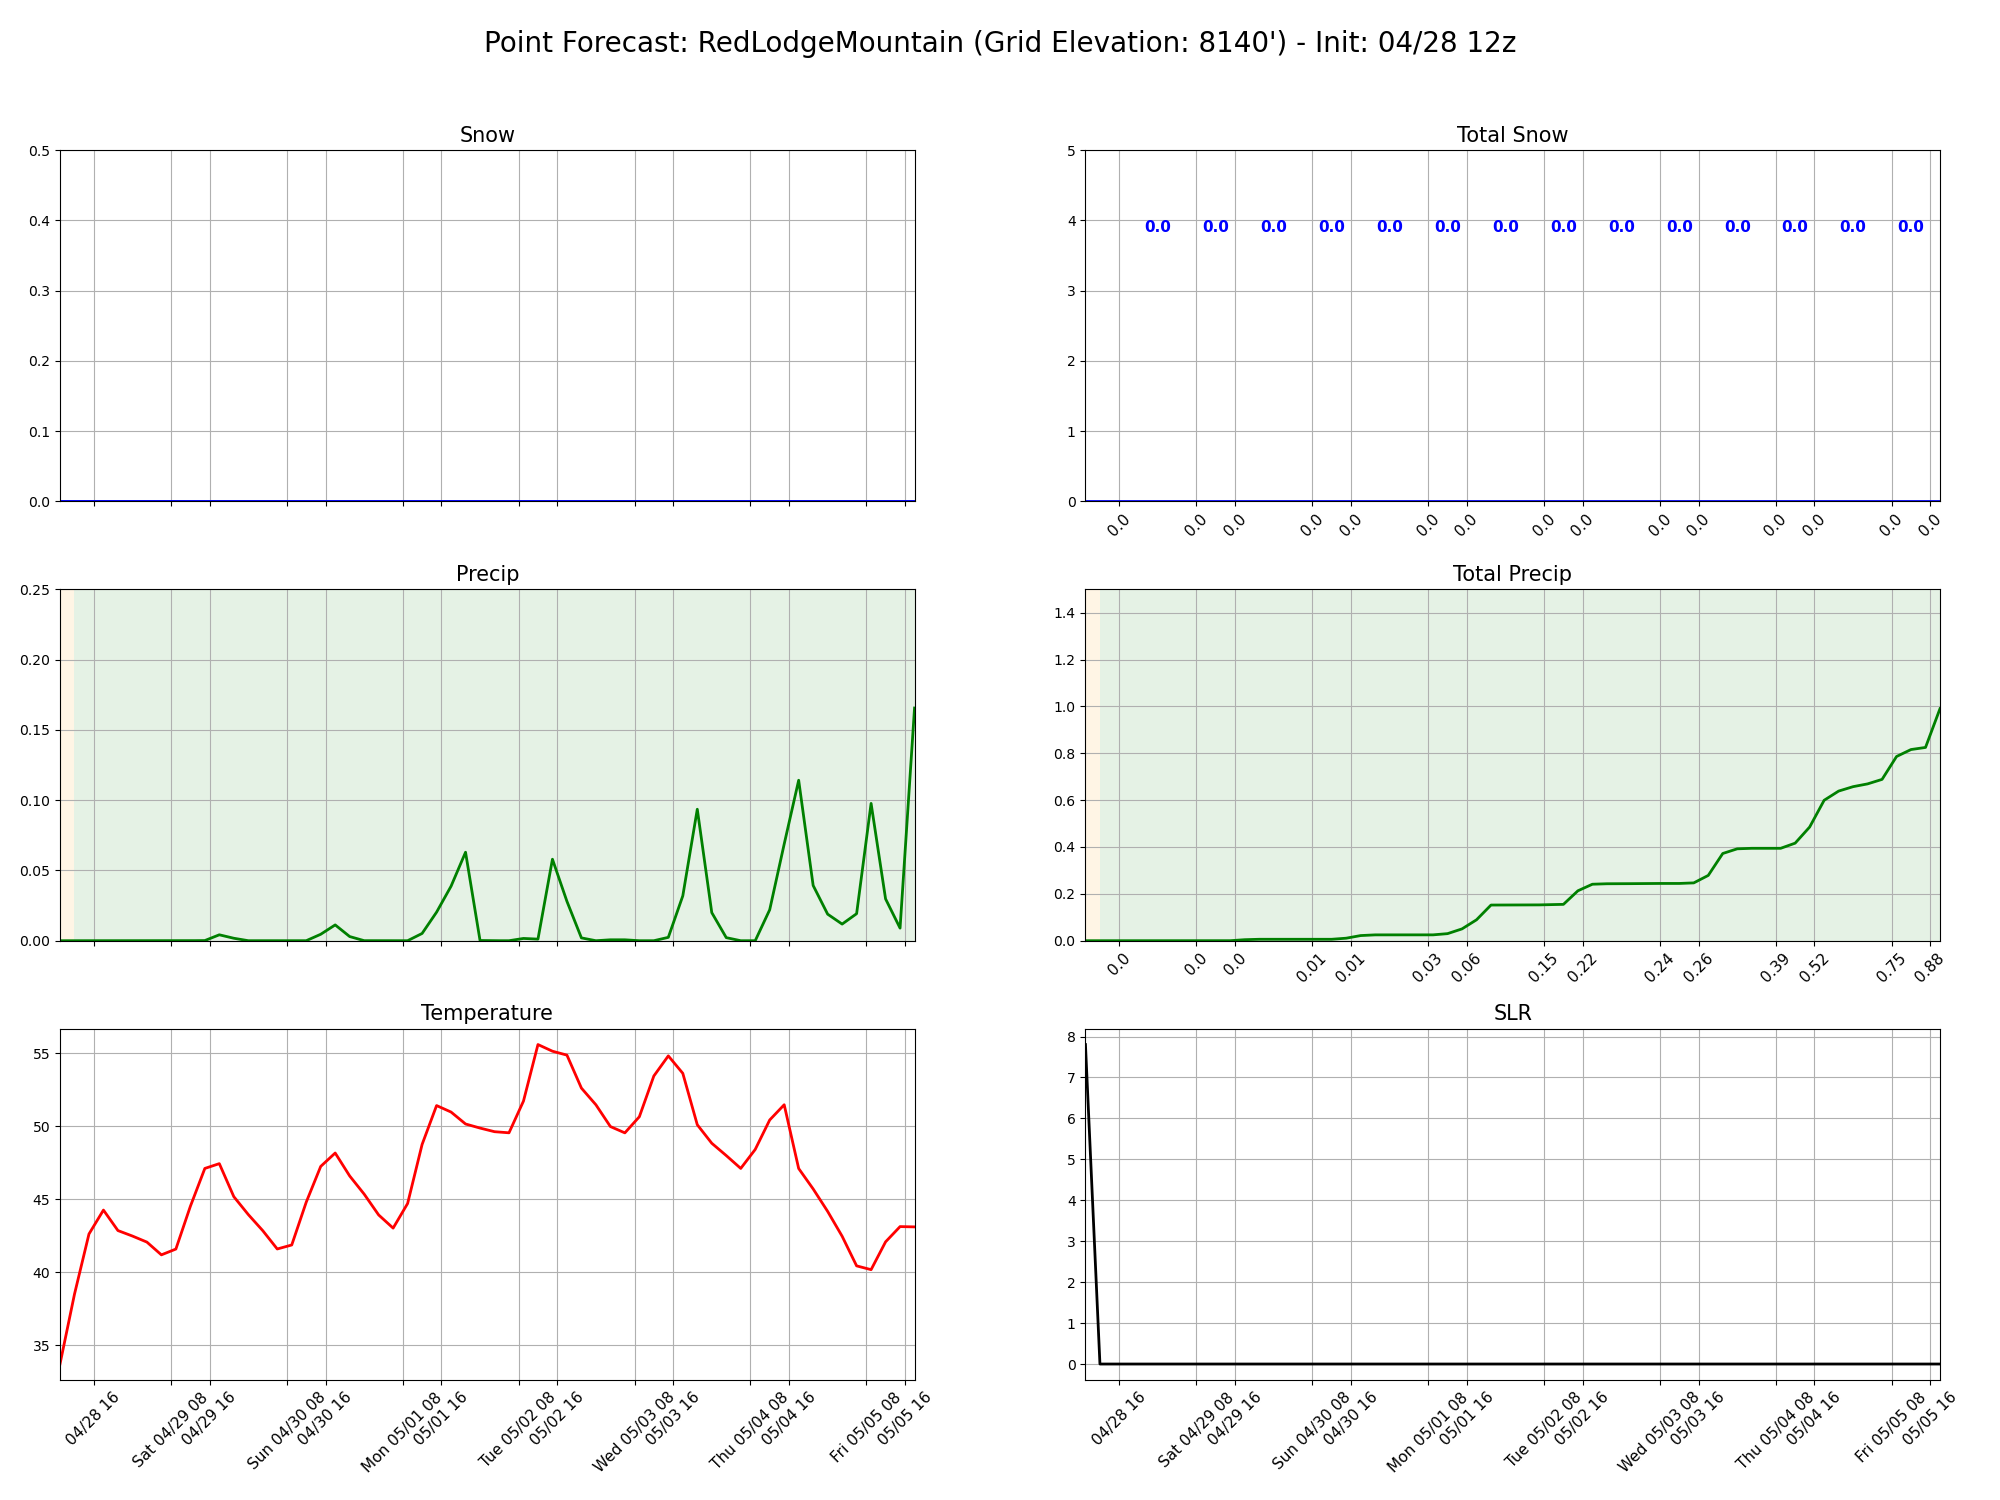 Point Forecast: RedLodgeMountain (Grid Elevation: 8140') - Init: 04/28 12z
Snow
0.5
0.4
0.3
0.2
0.1
0.0
Total Snow
5
4
3
2
1
0
0.0 0.0 0.0 0.0 0.0 0.0 0.0 0.0 0.0 0.0 0.0 0.0 0.0 0.0
0.0 0.0 0.0 0.0 0.0 0.0 0.0 0.0 0.0 0.0 0.0 0.0 0.0 0.0 0.0
Precip
0.25
0.20
0.15
0.10
0.05
0.00
Total Precip
1.4
1.2
1.0
0.8
0.6
0.4
0.2
0.0
0.0 0.0 0.0 0.01 0.01 0.03 0.06 0.15 0.22 0.24 0.26 0.39 0.52 0.75 0.88
Temperature
55
50
45
40
35
04/28 16
Sat 04/29 08
04/29 16
Sun 04/30 08
04/30 16
Mon 05/01 08
05/01 16
Tue 05/02 08
05/02 16
Wed 05/03 08
05/03 16
Thu 05/04 08
05/04 16
Fri 05/05 08
05/05 16
SLR
8
7
6
5
4
3
2
1
0
04/28 16
Sat 04/29 08
04/29 16
Sun 04/30 08
04/30 16
Mon 05/01 08
05/01 16
Tue 05/02 08
05/02 16
Wed 05/03 08
05/03 16
Thu 05/04 08
05/04 16
Fri 05/05 08
05/05 16